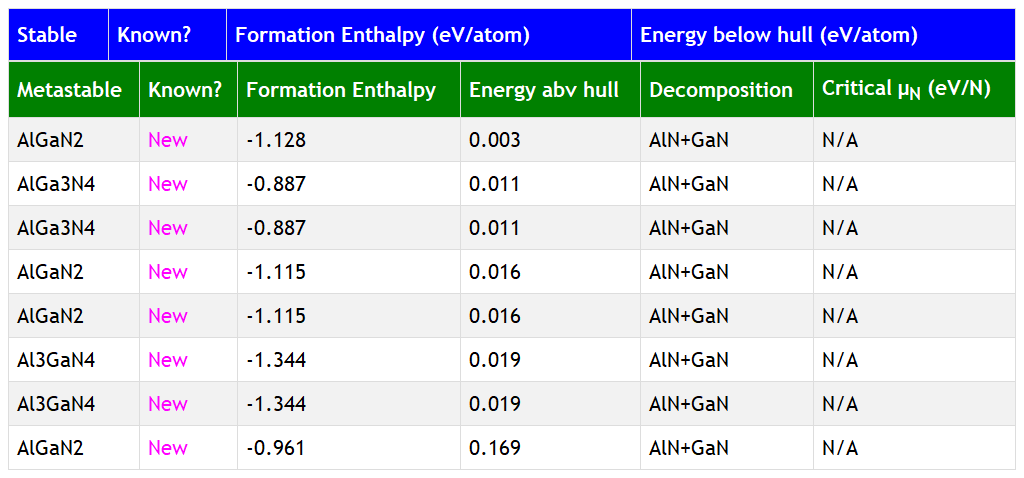 Stable Known? Formation Enthalpy (eV/atom) Energy below hull (eV/atom)
Metastable Known? Formation Enthalpy Energy abv hull Decomposition Critical μN (eV/N)
AlGaN2 New -1.128 0.003 AlN+GaN N/A
AlGa3N4 New -0.887 0.011 AlN+GaN N/A
AlGa3N4 New -0.887 0.011 AlN+GaN N/A
AlGaN2 New -1.115 0.016 AlN+GaN N/A
AlGaN2 New -1.115 0.016 AlN+GaN N/A
Al3GaN4 New -1.344 0.019 AlN+GaN N/A
Al3GaN4 New -1.344 0.019 AlN+GaN N/A
AlGaN2 New -0.961 0.169 AlN+GaN N/A